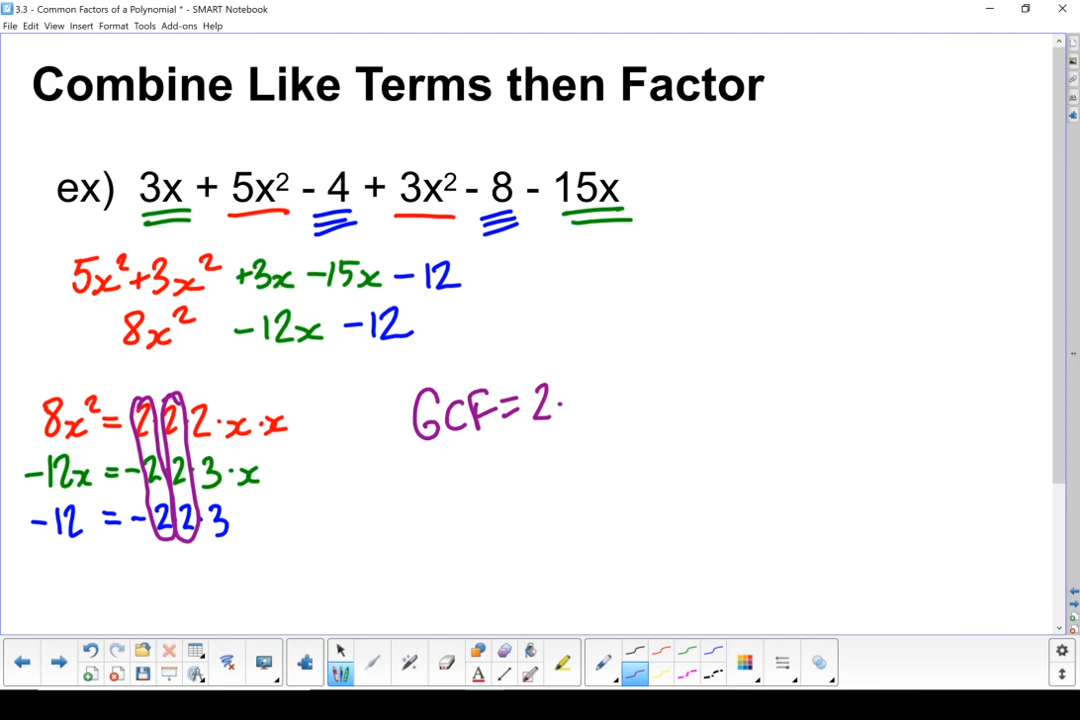 3.3 - Common Factors of a Polynomial * - SMART Notebook
File Edit View Insert Format Tools Add-ons Help
Combine Like Terms then Factor
ex) 3x + 5x² - 4 + 3x² - 8 - 15x
5x² + 3x² + 3x - 15x - 12
8x² - 12x - 12
8x² = 2 · 2 · 2 · x · x
GCF = 2 ·
-12x = -2 · 2 · 3 · x
-12 = -2 · 2 · 3